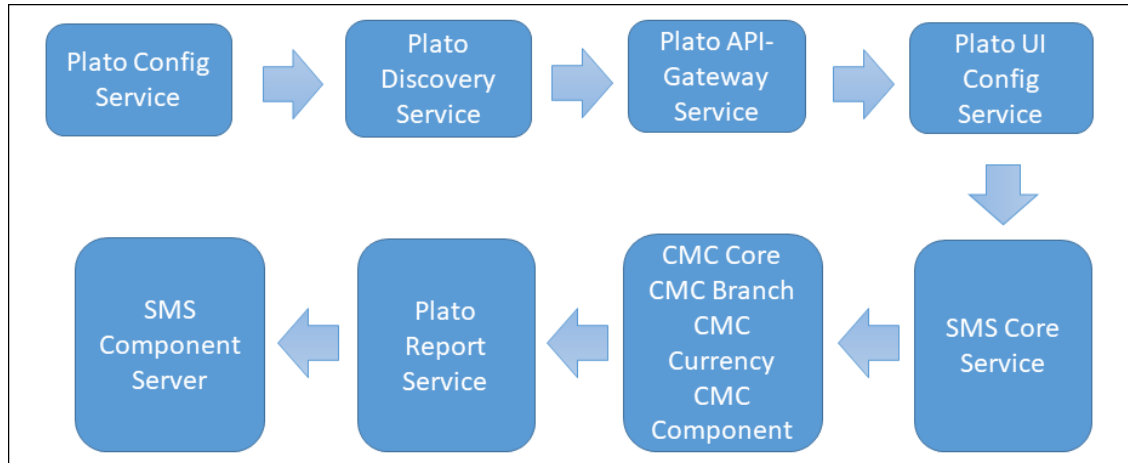 Plato Config
Service
Plato
Discovery
Service
Plato API-
Gateway
Service
Plato UI
Config
Service
SMS Core
Service
CMC Core
CMC Branch
CMC
Currency
CMC
Component
Plato
Report
Service
SMS
Component
Server